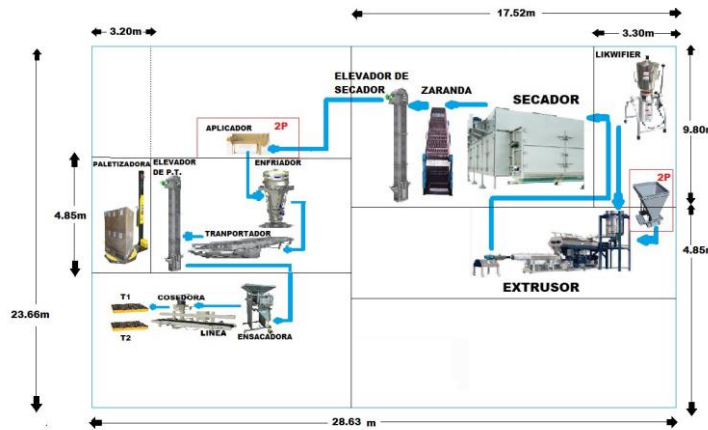 17.52m
3.20m
3.30m
LIKWIFIER
ELEVADOR DE
SECADOR
ZARANDA
SECADOR
APLICADOR
2P
9.80m
PALETIZADORA
ELEVADOR
DE P.T.
ENFRIADOR
2P
4.85m
TRANPORTADOR
4.85m
EXTRUSOR
23.66m
T1
COSEDORA
T2
LINEA
ENSACADORA
28.63 m